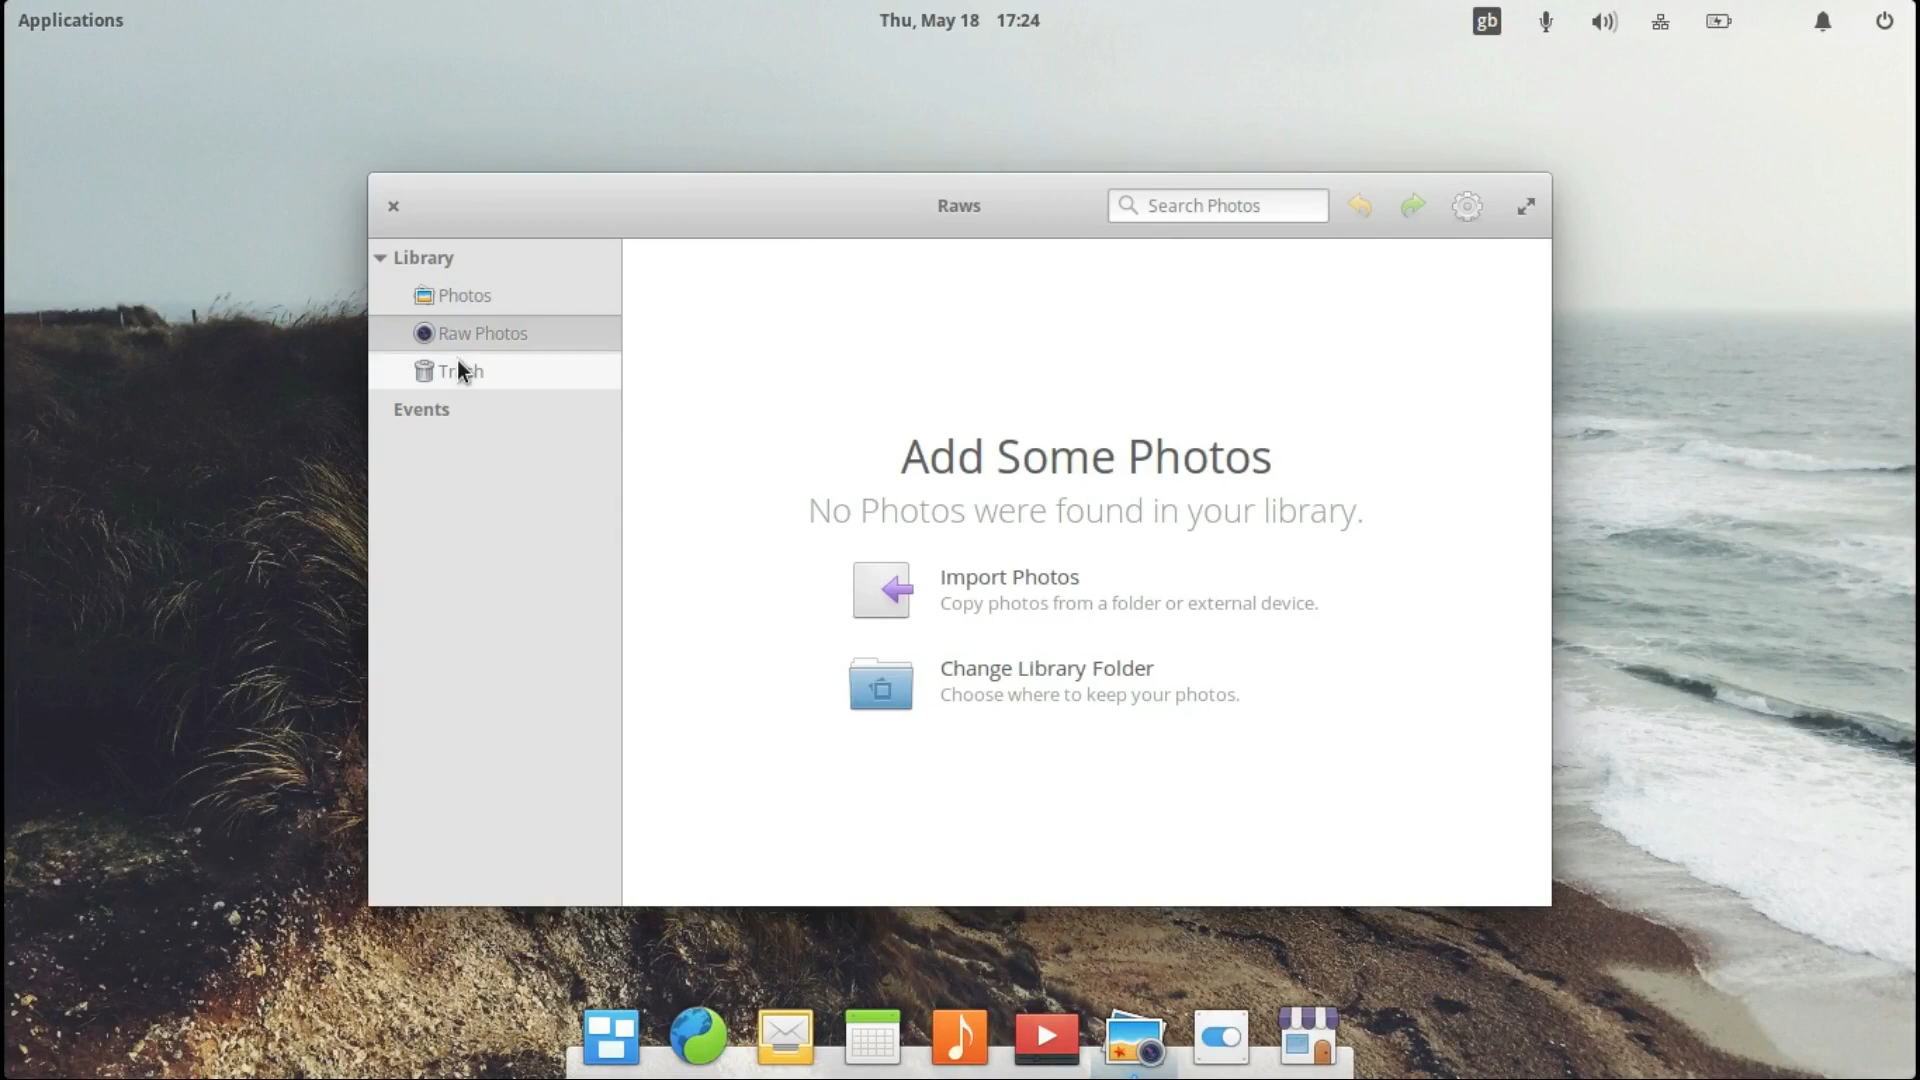 Applications
Thu, May 18 17:24
gb
Raws
Search Photos
Library
Photos
Raw Photos
Trash
Events
Add Some Photos
No Photos were found in your library.
Import Photos
Copy photos from a folder or external device.
Change Library Folder
Choose where to keep your photos.